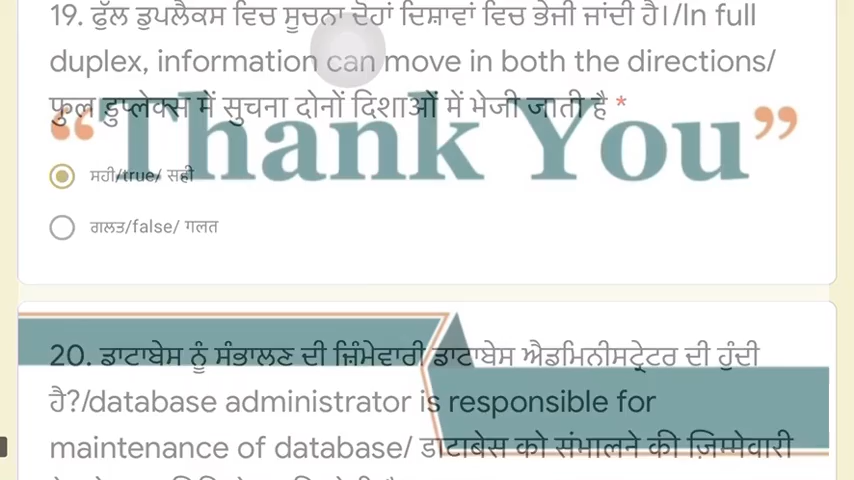 19. ਫੁੱਲ ਡੁਪਲੈਕਸ ਵਿਚ ਸੂਚਨਾ ਦੋਹਾਂ ਦਿਸ਼ਾਵਾਂ ਵਿਚ ਭੇਜੀ ਜਾਂਦੀ ਹੈ।/In full
duplex, information can move in both the directions/
फुल डुप्लेक्स में सुचना दोनों दिशाओं में भेजी जाती है *
“Thank You”
ਸਹੀ/true/ सही
ਗਲਤ/false/ गलत
20. ਡਾਟਾਬੇਸ ਨੂੰ ਸੰਭਾਲਣ ਦੀ ਜ਼ਿੰਮੇਵਾਰੀ ਡਾਟਾਬੇਸ ਐਡਮਿਨੀਸਟ੍ਰੇਟਰ ਦੀ ਹੁੰਦੀ
ਹੈ?/database administrator is responsible for
maintenance of database/ डाटाबेस को संभालने की ज़िम्मेवारी